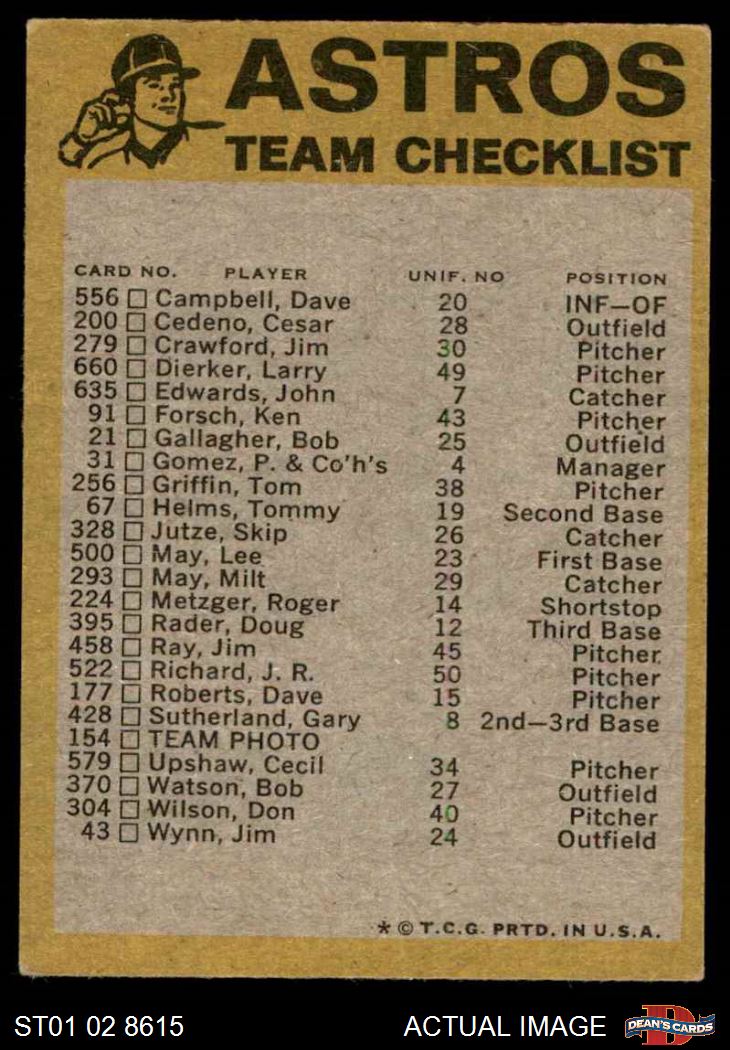 ASTROS
TEAM CHECKLIST
CARD NO. PLAYER UNIF. NO POSITION
556 □ Campbell, Dave 20 INF—OF
200 □ Cedeno, Cesar 28 Outfield
279 □ Crawford, Jim 30 Pitcher
660 □ Dierker, Larry 49 Pitcher
635 □ Edwards, John 7 Catcher
91 □ Forsch, Ken 43 Pitcher
21 □ Gallagher, Bob 25 Outfield
31 □ Gomez, P. & Co'h's 4 Manager
256 □ Griffin, Tom 38 Pitcher
67 □ Helms, Tommy 19 Second Base
328 □ Jutze, Skip 26 Catcher
500 □ May, Lee 23 First Base
293 □ May, Milt 29 Catcher
224 □ Metzger, Roger 14 Shortstop
395 □ Rader, Doug 12 Third Base
458 □ Ray, Jim 45 Pitcher
522 □ Richard, J. R. 50 Pitcher
177 □ Roberts, Dave 15 Pitcher
428 □ Sutherland, Gary 8 2nd—3rd Base
154 □ TEAM PHOTO
579 □ Upshaw, Cecil 34 Pitcher
370 □ Watson, Bob 27 Outfield
304 □ Wilson, Don 40 Pitcher
43 □ Wynn, Jim 24 Outfield
* © T.C.G. PRTD. IN U.S.A.
ST01 02 8615 ACTUAL IMAGE D DEAN'S CARDS